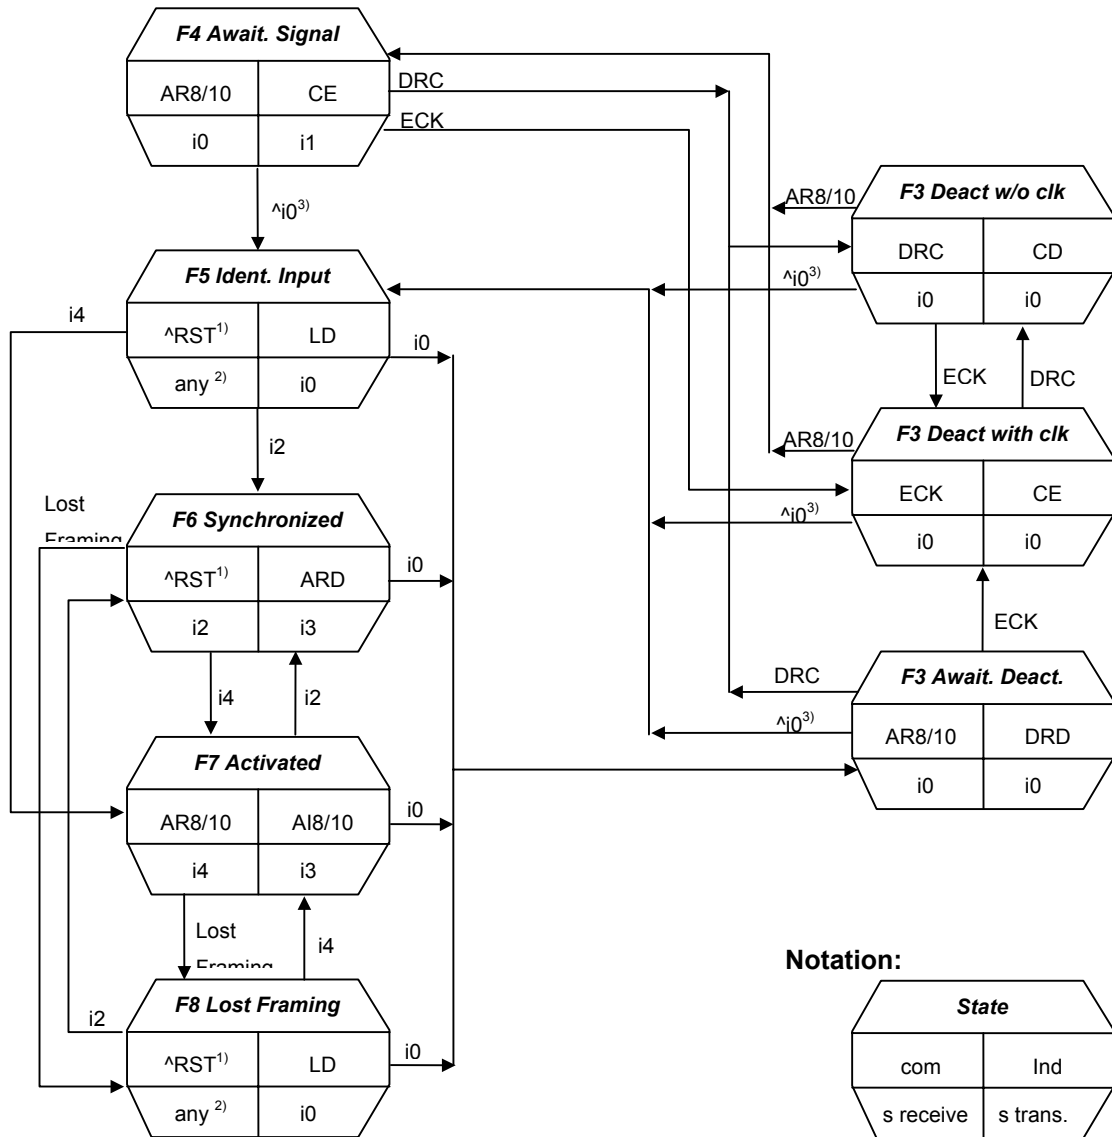 F4 Await. Signal
AR8/10 CE
i0 i1
DRC
ECK
^i0³⁾
F5 Ident. Input
^RST¹⁾ LD
any ²⁾ i0
i4
i0
i2
Lost
Framing
F6 Synchronized
^RST¹⁾ ARD
i2 i3
i0
i4
i2
F7 Activated
AR8/10 AI8/10
i4 i3
i0
Lost
Framing
i4
F8 Lost Framing
^RST¹⁾ LD
any ²⁾ i0
i2
i0
AR8/10
F3 Deact w/o clk
DRC CD
i0 i0
^i0³⁾
ECK
DRC
AR8/10
F3 Deact with clk
ECK CE
i0 i0
^i0³⁾
ECK
DRC
F3 Await. Deact.
AR8/10 DRD
i0 i0
^i0³⁾
Notation:
State
com Ind
s receive s trans.